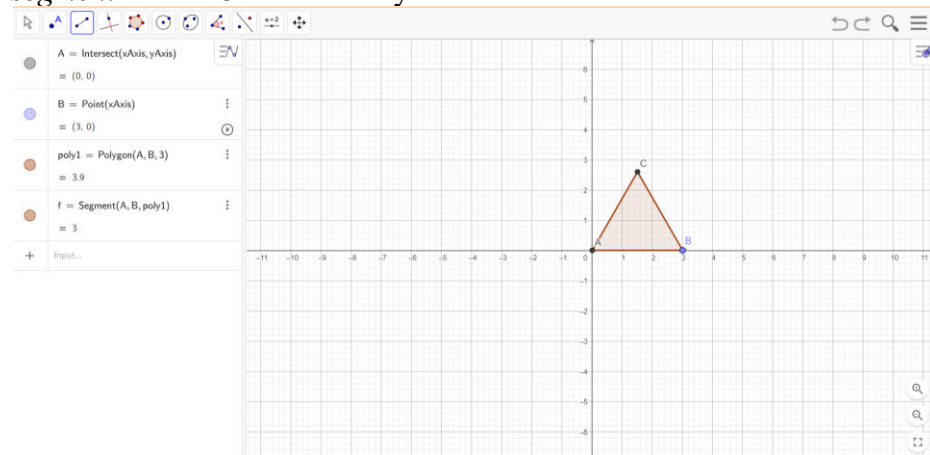 A = Intersect(xAxis, yAxis)
= (0, 0)
B = Point(xAxis)
= (3, 0)
poly1 = Polygon(A, B, 3)
= 3.9
f = Segment(A, B, poly1)
= 3
+ Input...
A
a=2
6
5
4
3
2
1
C
A
B
-11 -10 -9 -8 -7 -6 -5 -4 -3 -2 -1 0 1 2 3 4 5 6 7 8 9 10 11
-1
-2
-3
-4
-5
-6